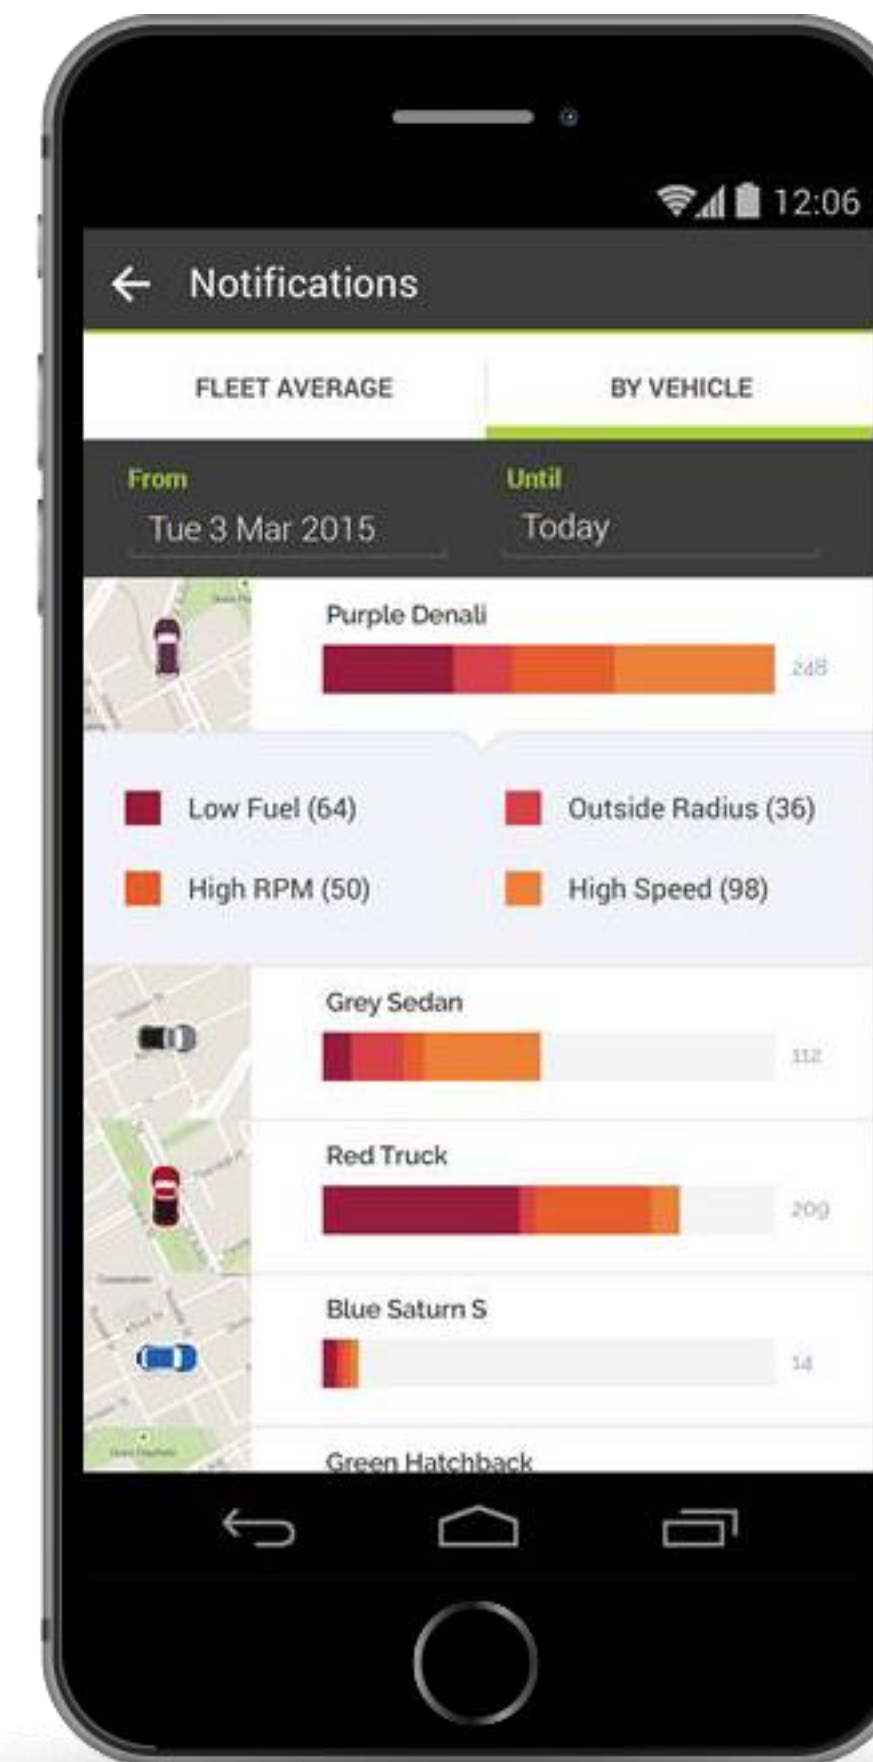 12:06
Notifications
FLEET AVERAGE
BY VEHICLE
From
Until
Tue 3 Mar 2015
Today
Purple Denali
248
Low Fuel (64)
Outside Radius (36)
High RPM (50)
High Speed (98)
Grey Sedan
112
Red Truck
209
Blue Saturn S
14
Green Hatchback